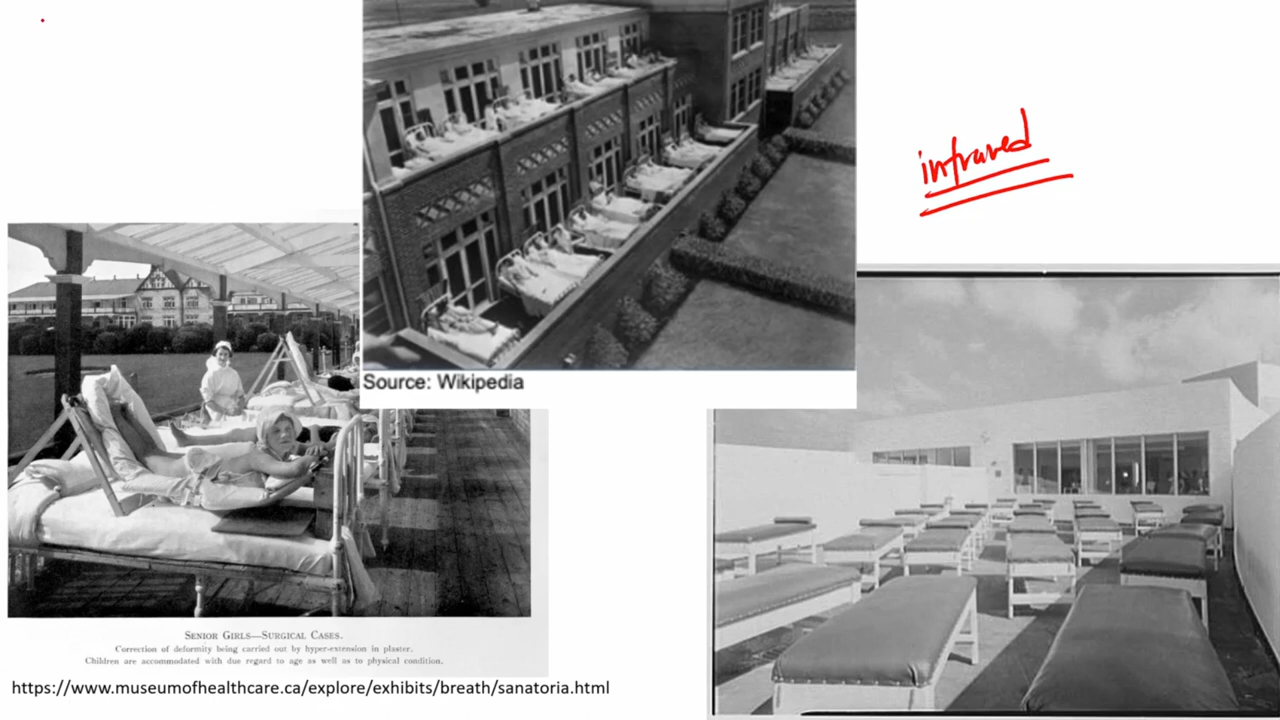 infrared
Source: Wikipedia
SENIOR GIRLS—SURGICAL CASES.
Correction of deformity being carried out by hyper-extension in plaster.
Children are accommodated with due regard to age as well as to physical condition.
https://www.museumofhealthcare.ca/explore/exhibits/breath/sanatoria.html